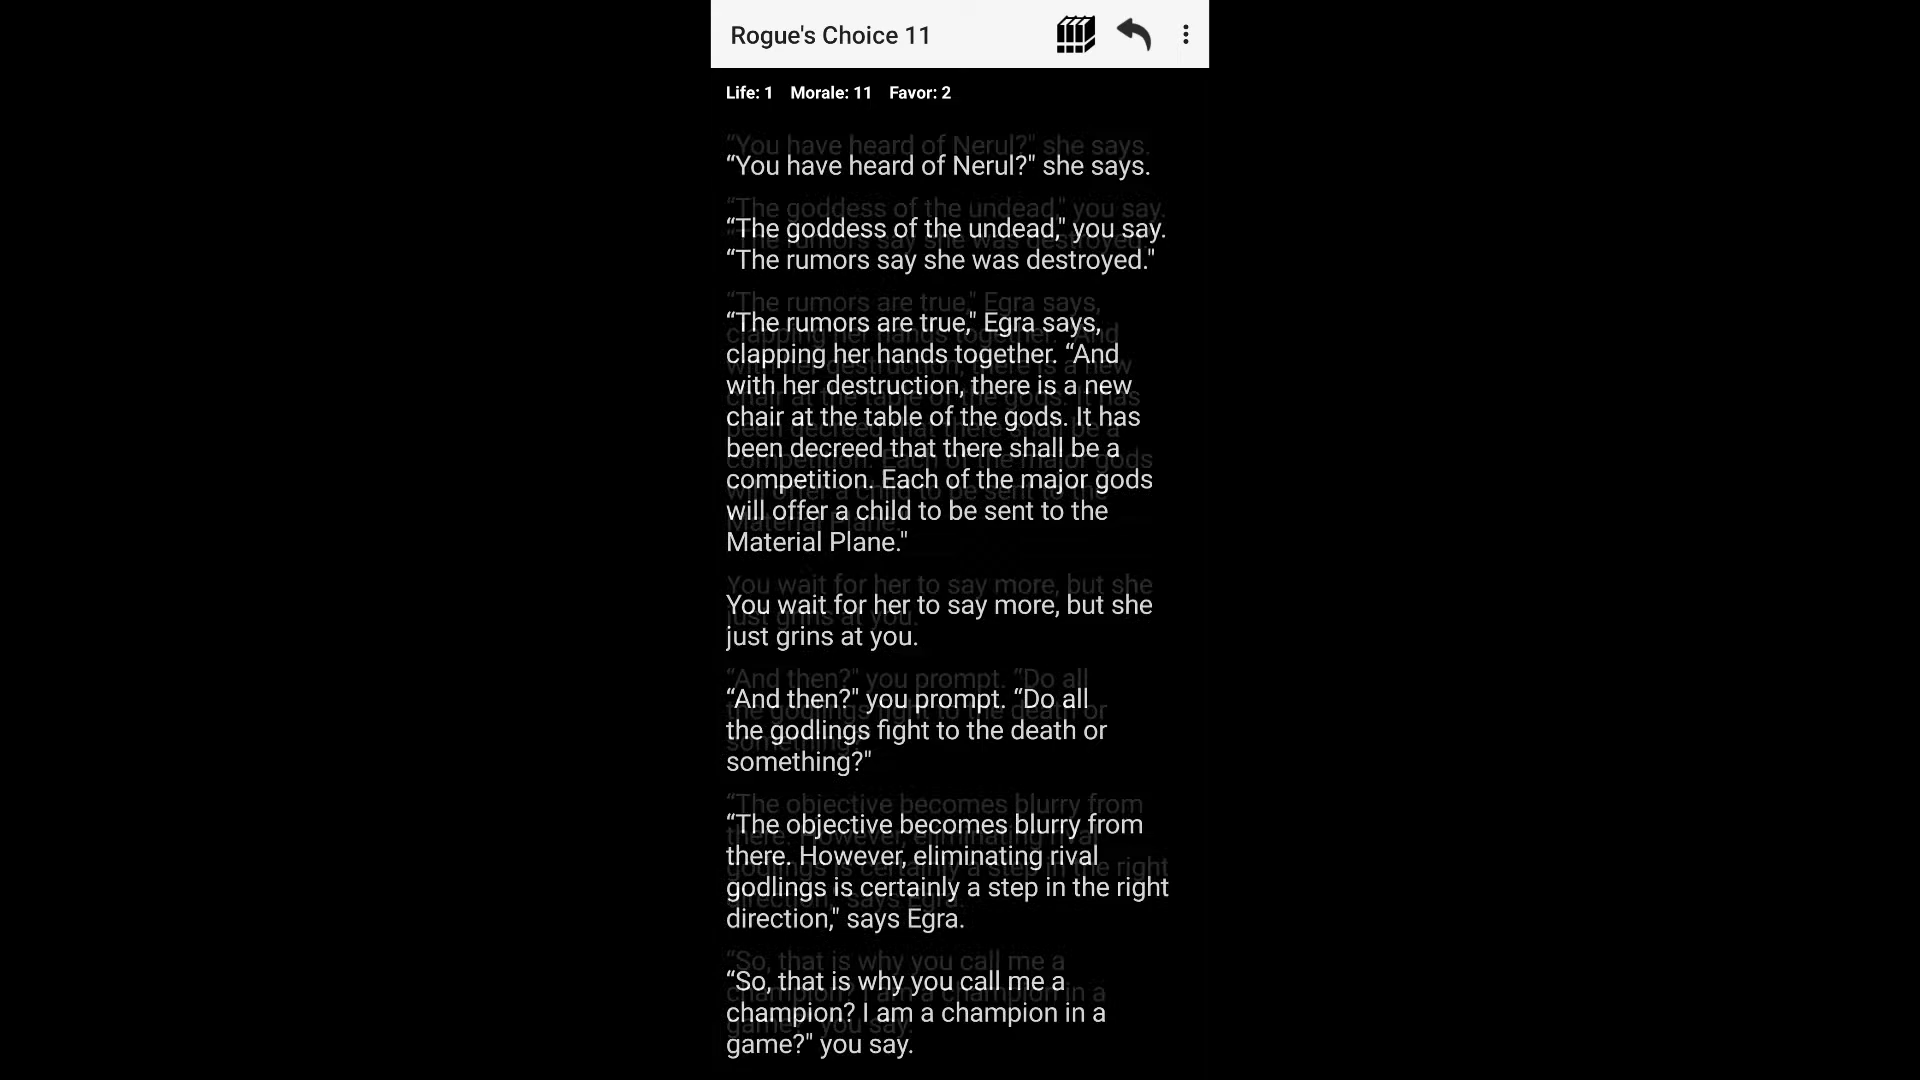 Rogue's Choice 11
Life: 1 Morale: 11 Favor: 2
“You have heard of Nerul?" she says.
“The goddess of the undead," you say.
“The rumors say she was destroyed."
“The rumors are true," Egra says,
clapping her hands together. “And
with her destruction, there is a new
chair at the table of the gods. It has
been decreed that there shall be a
competition. Each of the major gods
will offer a child to be sent to the
Material Plane."
You wait for her to say more, but she
just grins at you.
“And then?" you prompt. “Do all
the godlings fight to the death or
something?"
“The objective becomes blurry from
there. However, eliminating rival
godlings is certainly a step in the right
direction," says Egra.
“So, that is why you call me a
champion? I am a champion in a
game?" you say.